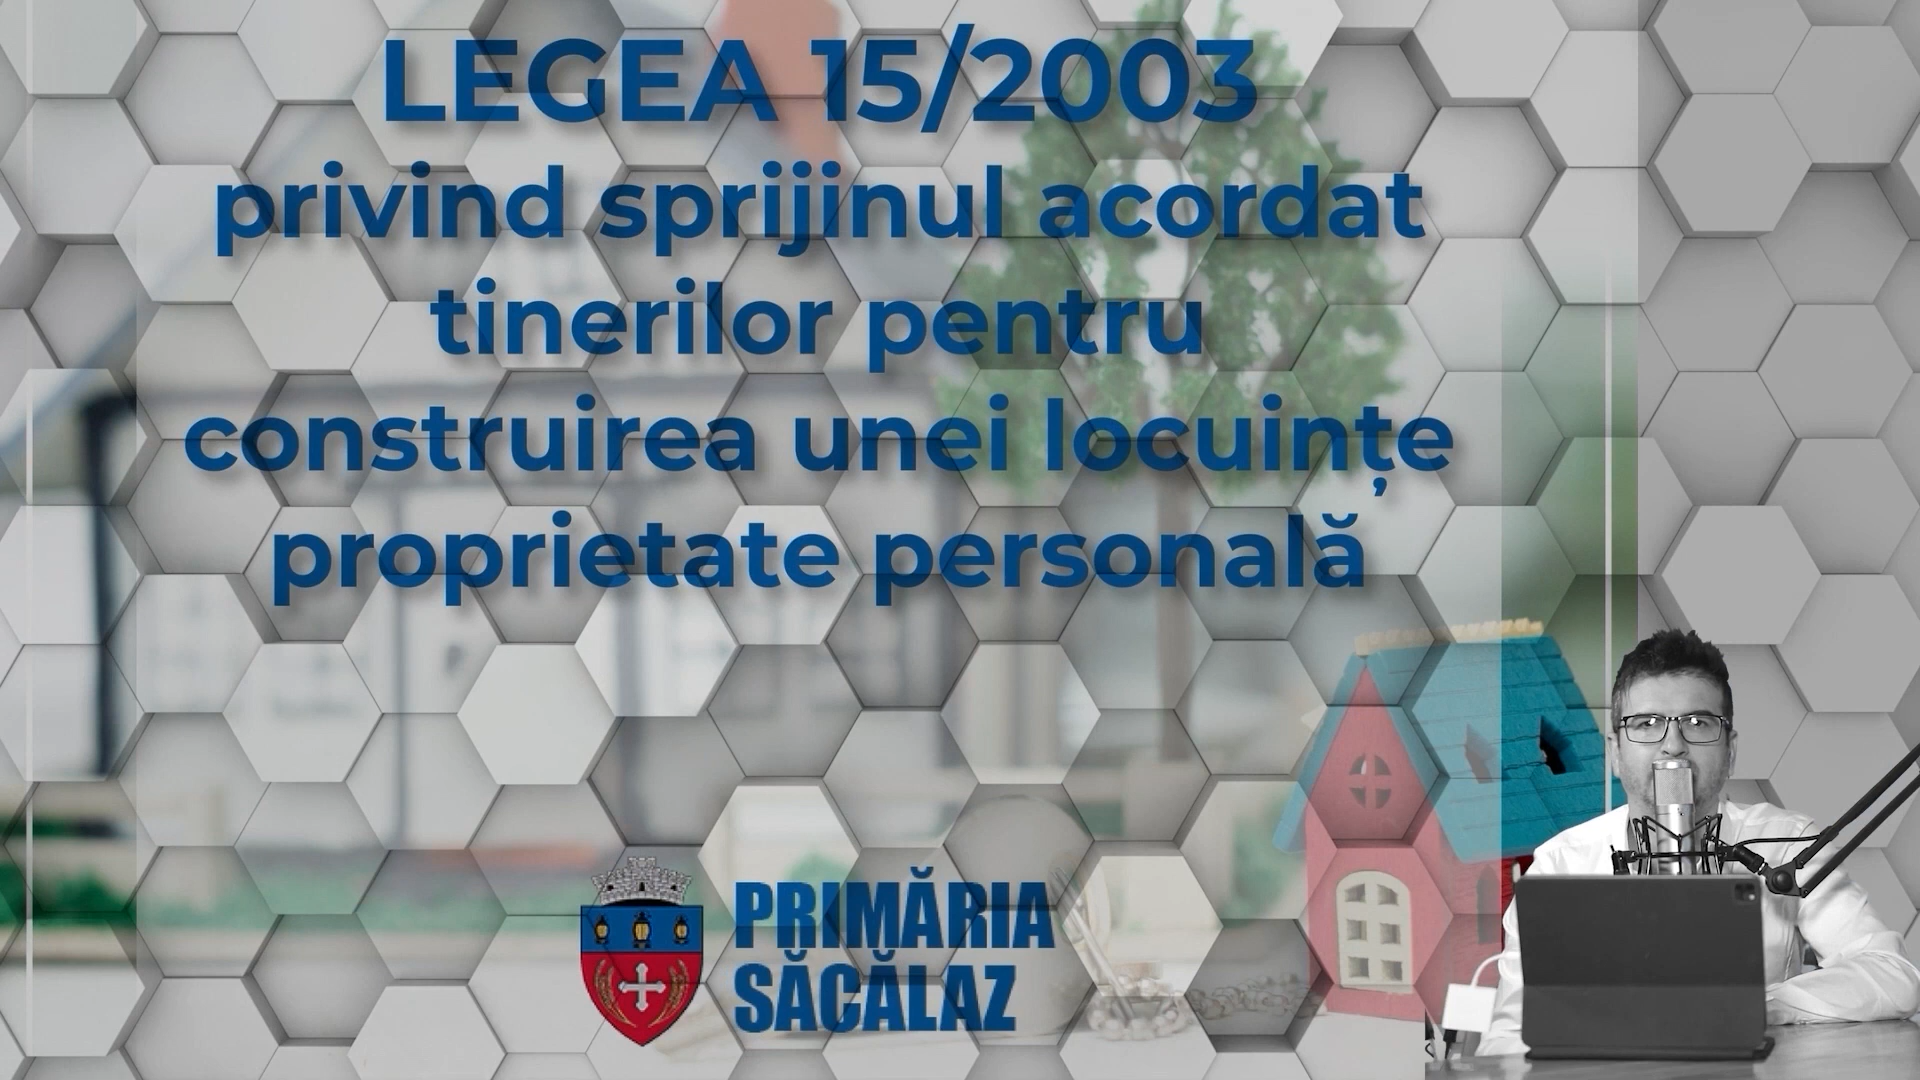 LEGEA 15/2003
privind sprijinul acordat
tinerilor pentru
construirea unei locuințe
proprietate personală
PRIMĂRIA
SĂCĂLAZ